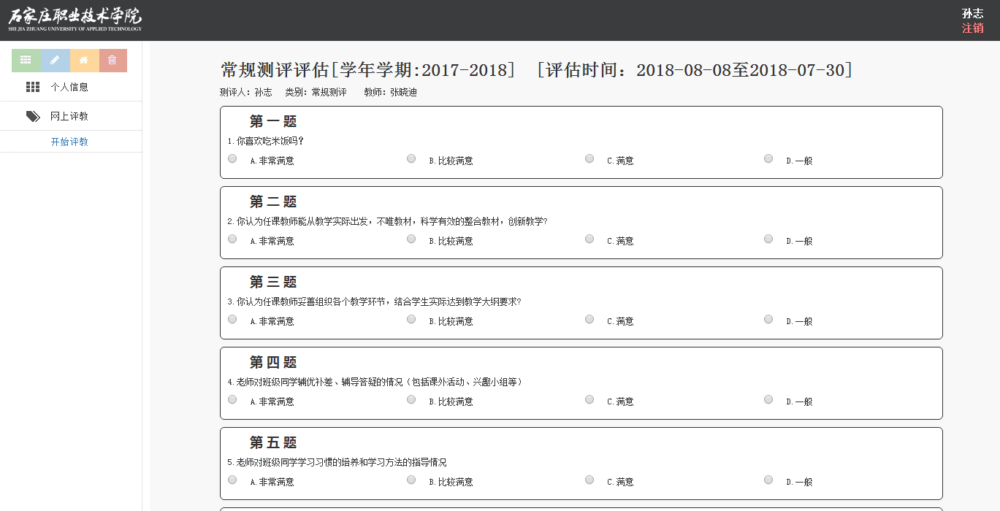 石家庄职业技术学院
SHI JIA ZHUANG UNIVERSITY OF APPLIED TECHNOLOGY
孙志
注销
个人信息
网上评教
开始评教
常规测评评估[学年学期:2017-2018] [评估时间: 2018-08-08至2018-07-30]
测评人: 孙志 类别: 常规测评 教师: 张晓迪
第一题
1.你喜欢吃米饭吗?
A.非常满意 B.比较满意 C.满意 D.一般
第二题
2.你认为任课教师能从教学实际出发,不唯教材,科学有效的整合教材,创新教学?
A.非常满意 B.比较满意 C.满意 D.一般
第三题
3.你认为任课教师妥善组织各个教学环节,结合学生实际达到教学大纲要求?
A.非常满意 B.比较满意 C.满意 D.一般
第四题
4.老师对班级同学辅优补差、辅导答疑的情况(包括课外活动、兴趣小组等)
A.非常满意 B.比较满意 C.满意 D.一般
第五题
5.老师对班级同学学习习惯的培养和学习方法的指导情况
A.非常满意 B.比较满意 C.满意 D.一般